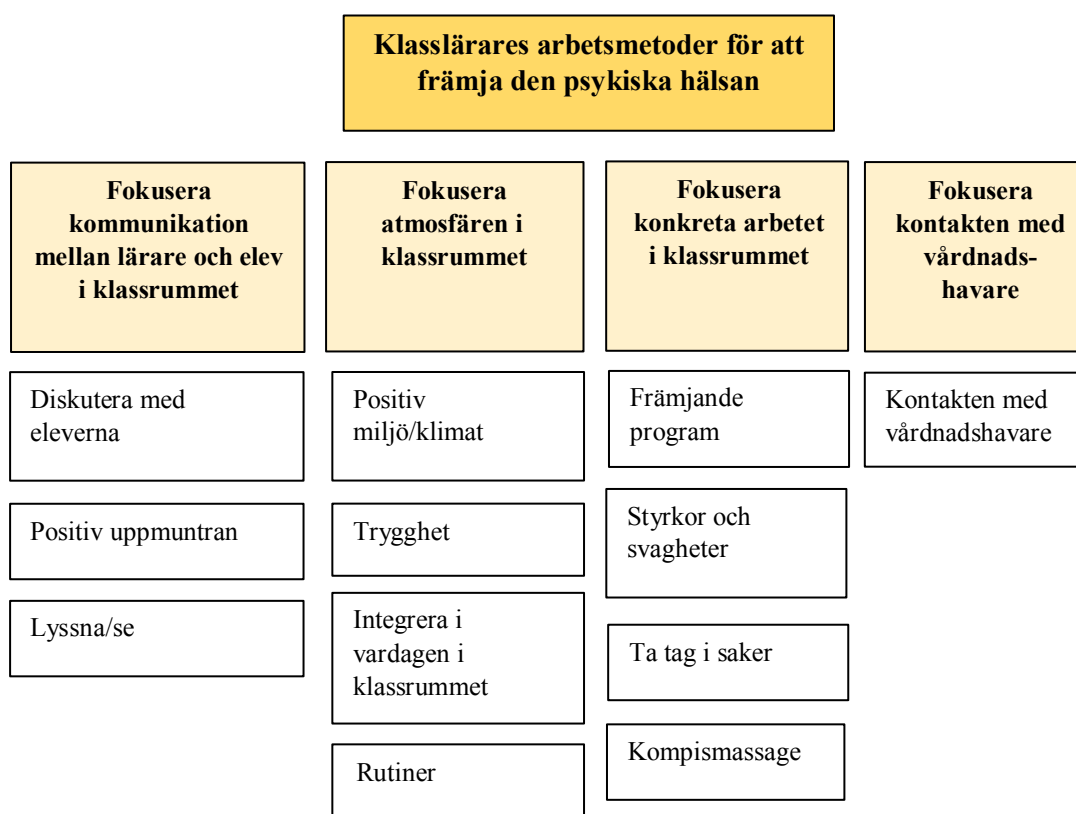 Klasslärares arbetsmetoder för att
främja den psykiska hälsan
Fokusera
kommunikation
mellan lärare och elev
i klassrummet
Diskutera med
eleverna
Positiv uppmuntran
Lyssna/se
Fokusera
atmosfären i
klassrummet
Positiv
miljö/klimat
Trygghet
Integrera i
vardagen i
klassrummet
Rutiner
Fokusera
konkreta arbetet
i klassrummet
Främjande
program
Styrkor och
svagheter
Ta tag i saker
Kompismassage
Fokusera
kontakten med
vårdnads-
havare
Kontakten med
vårdnadshavare